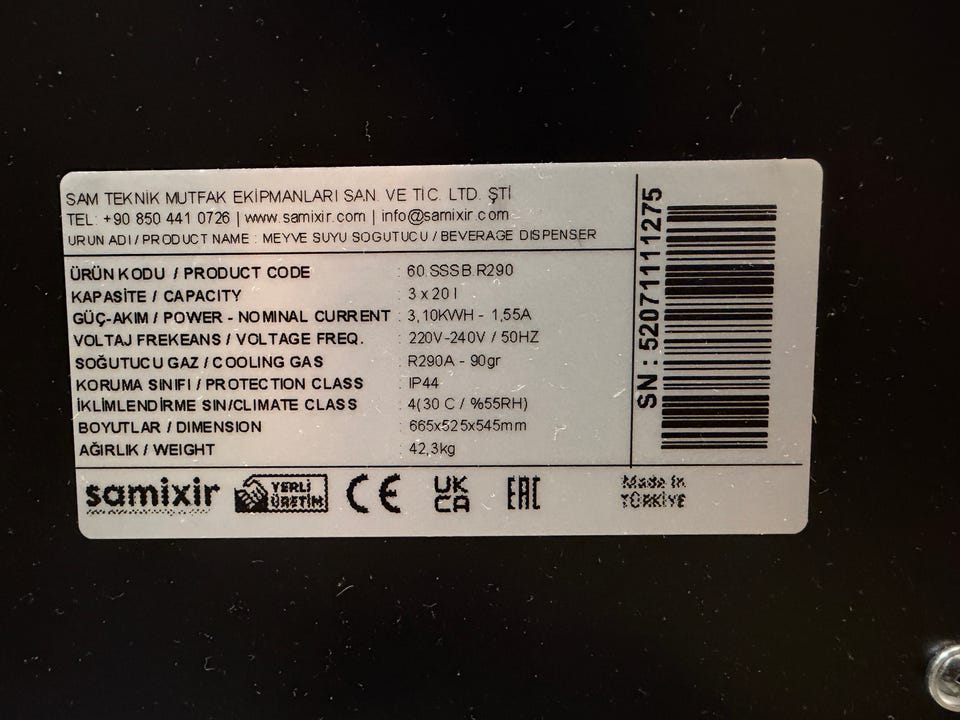 SAM TEKNİK MUTFAK EKİPMANLARI SAN. VE TİC. LTD. ŞTİ
TEL: +90 850 441 0726 | www.samixir.com | info@samixir.com
URUN ADI / PRODUCT NAME : MEYVE SUYU SOGUTUCU / BEVERAGE DISPENSER
ÜRÜN KODU / PRODUCT CODE : 60.SSSB.R290
KAPASİTE / CAPACITY : 3 x 20 l
GÜÇ-AKIM / POWER - NOMINAL CURRENT : 3,10KWH - 1,55A
VOLTAJ FREKEANS / VOLTAGE FREQ. : 220V-240V / 50HZ
SOĞUTUCU GAZ / COOLING GAS : R290A - 90gr
KORUMA SINIFI / PROTECTION CLASS : IP44
İKLİMLENDİRME SIN/CLIMATE CLASS : 4(30 C / %55RH)
BOYUTLAR / DIMENSION : 665x525x545mm
AĞIRLIK / WEIGHT : 42,3kg
SN : 52071111275
samixir YERLİ ÜRETİM CE UK CA EAC Made in TÜRKİYE